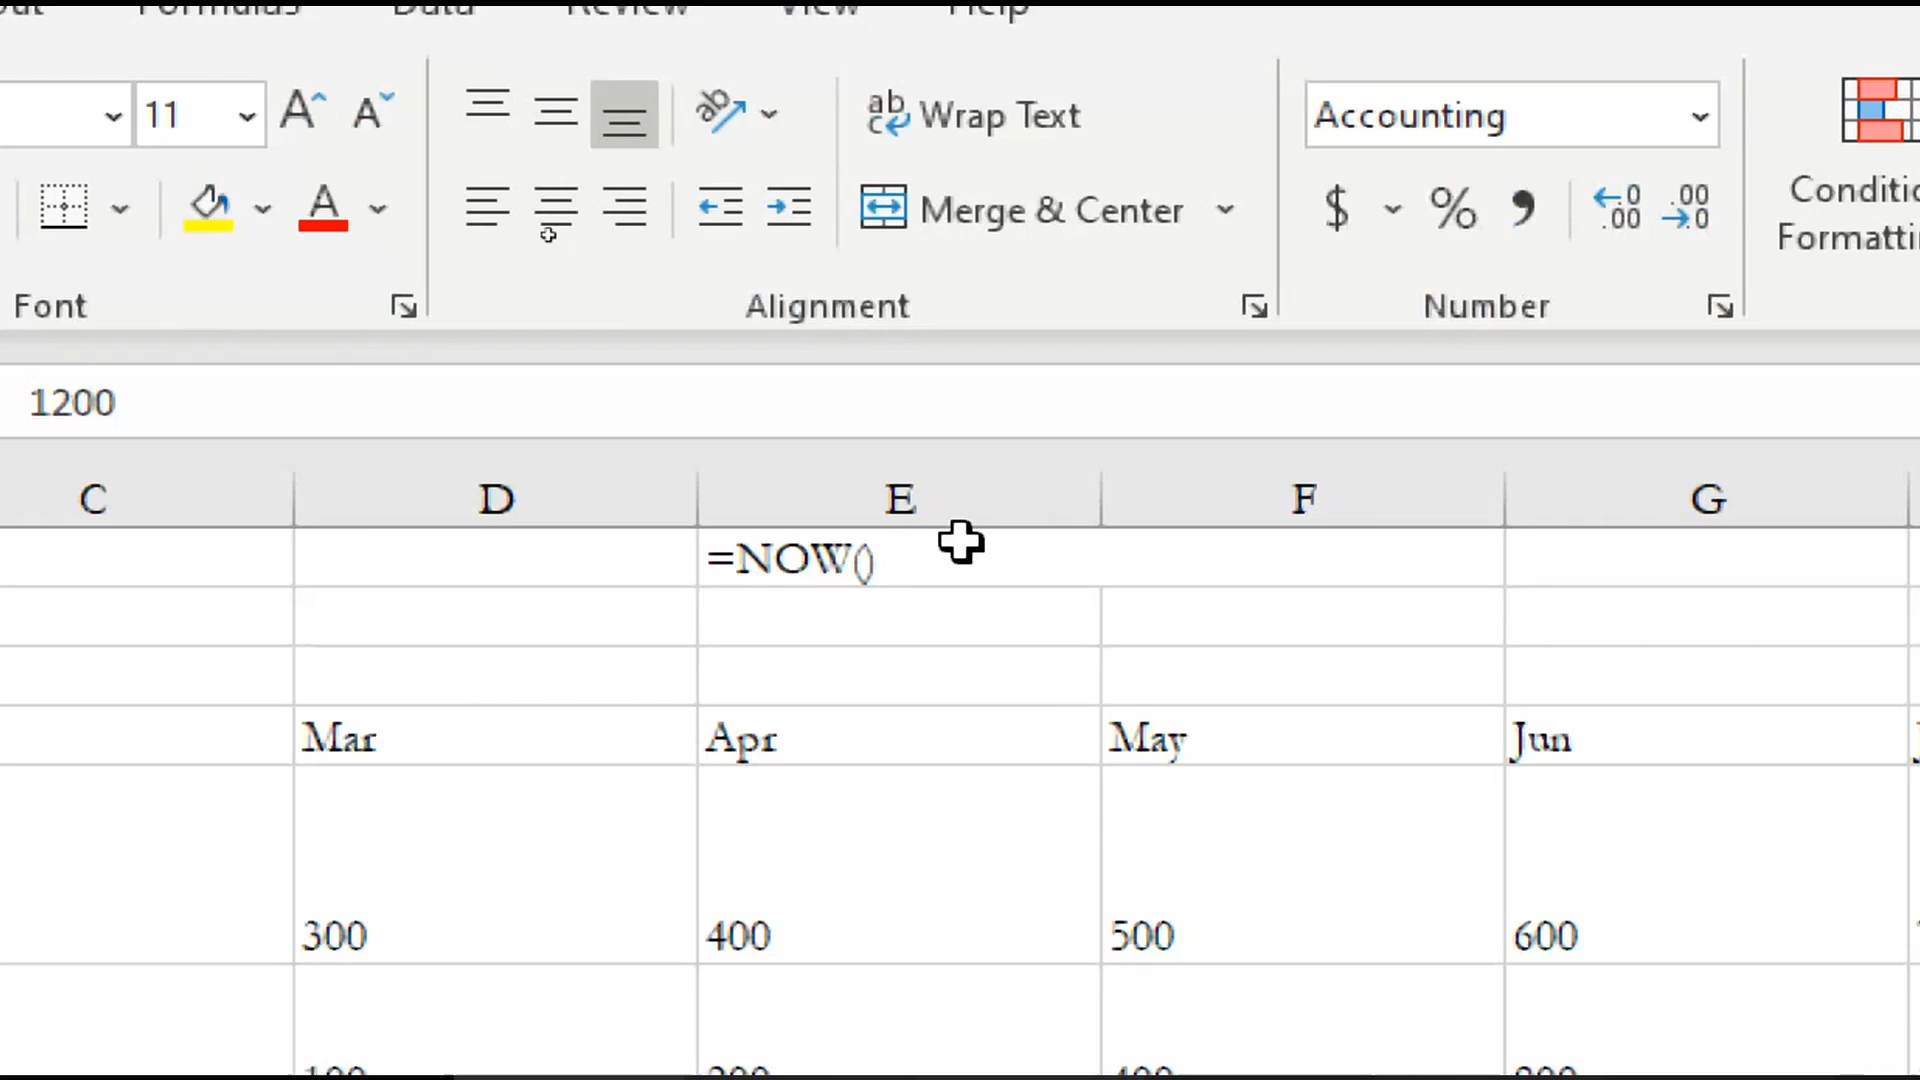 Formulas Data Review View Help
11 Wrap Text Accounting
Merge & Center $ % , Conditio
Formatti
Font Alignment Number
1200
C D E F G
=NOW()
Mar Apr May Jun
300 400 500 600